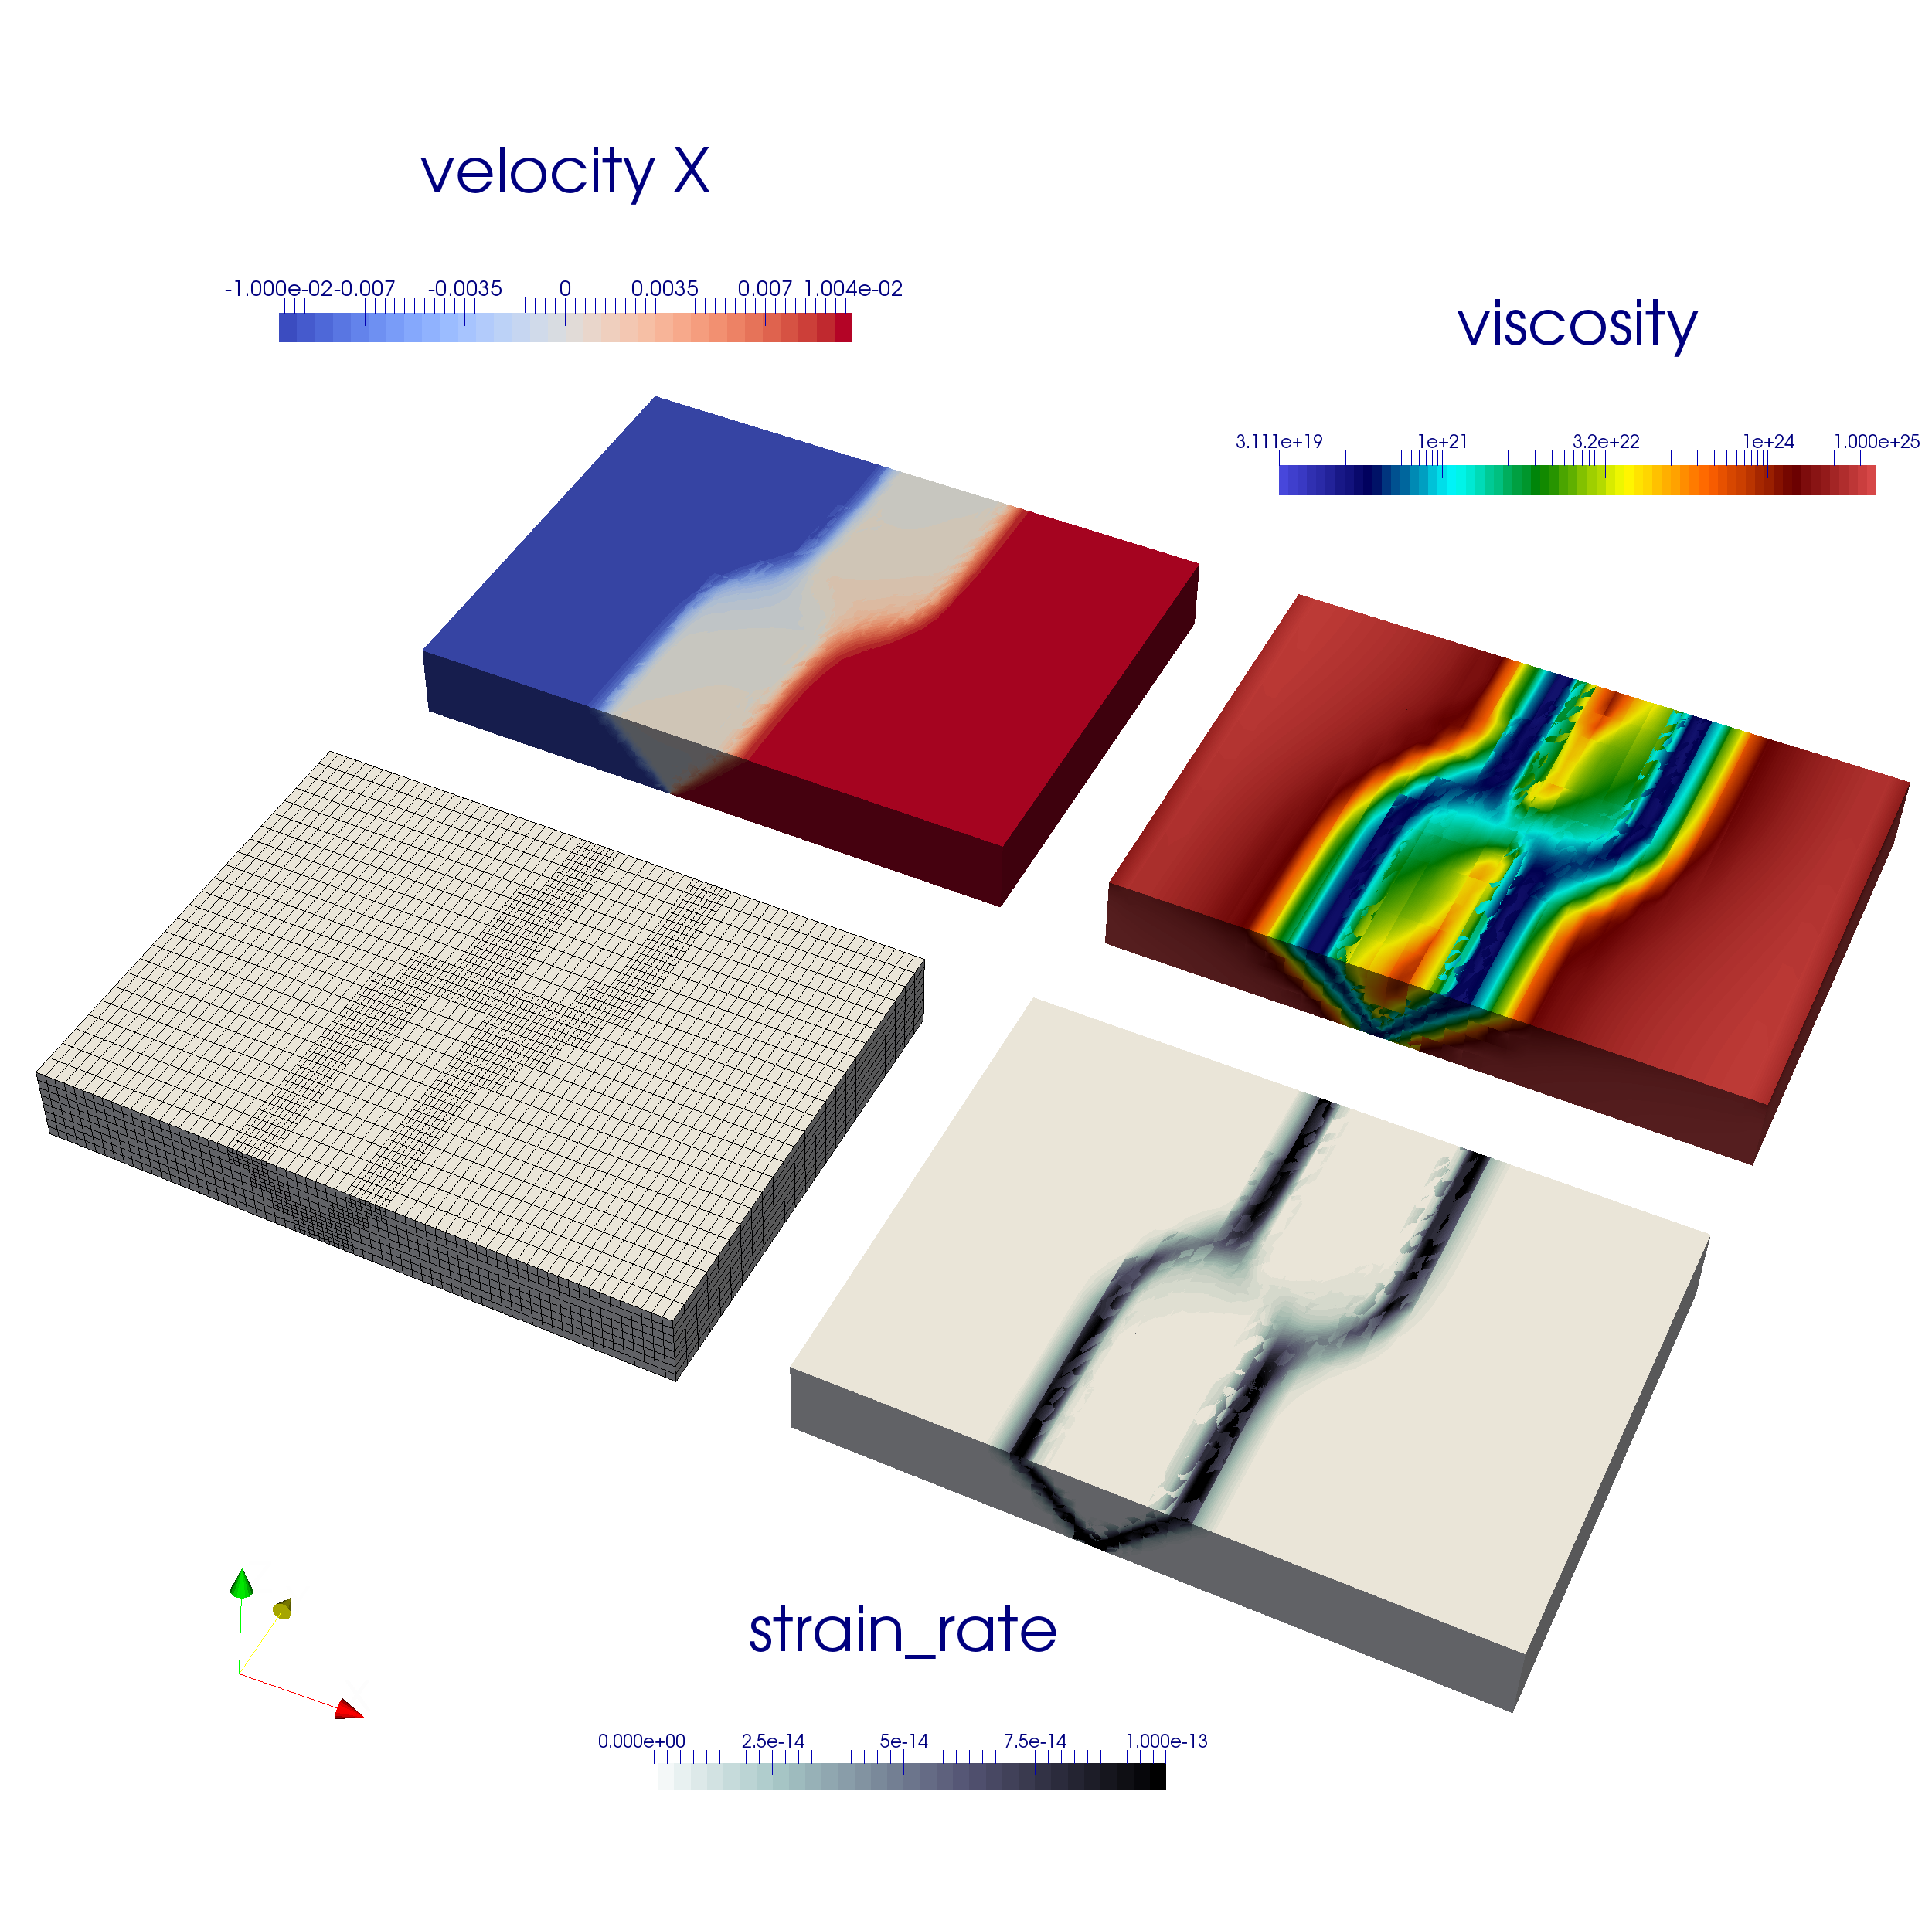 velocity X
-1.000e-02 -0.007 -0.0035 0 0.0035 0.007 1.004e-02
viscosity
3.111e+19 1e+21 3.2e+22 1e+24 1.000e+25
strain_rate
0.000e+00 2.5e-14 5e-14 7.5e-14 1.000e-13